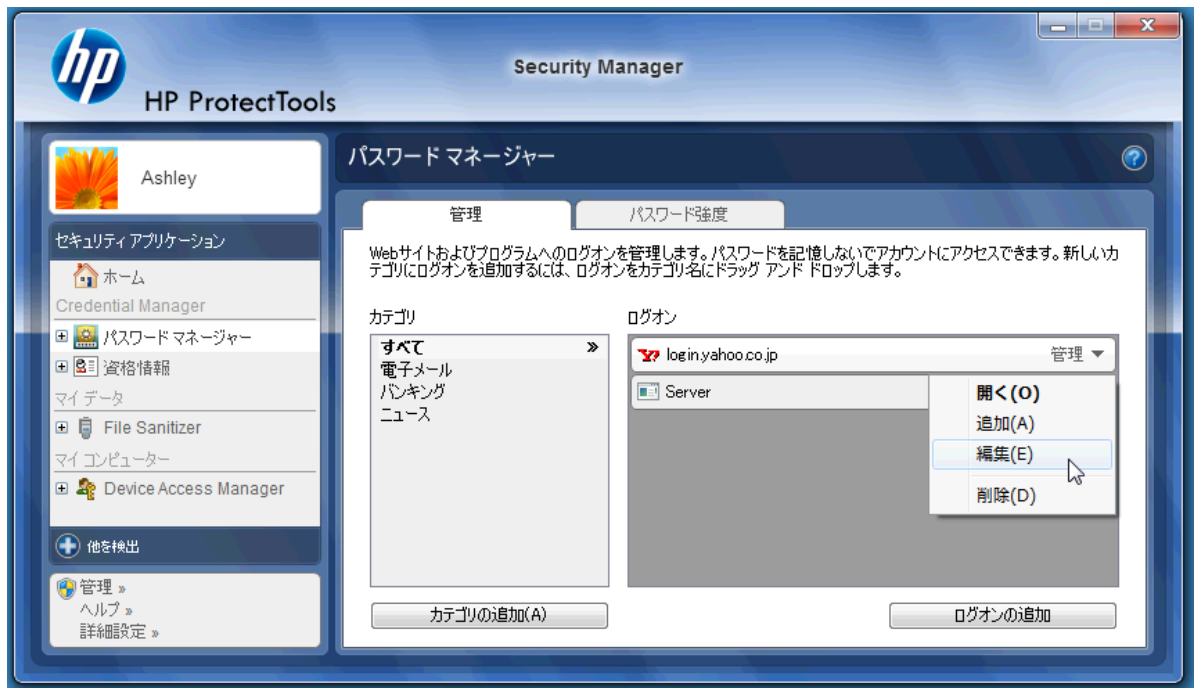 hp
HP ProtectTools
Security Manager
Ashley
セキュリティ アプリケーション
ホーム
Credential Manager
パスワード マネージャー
資格情報
マイ データ
File Sanitizer
マイ コンピューター
Device Access Manager
他を検出
管理 »
ヘルプ »
詳細設定 »
パスワード マネージャー
?
管理
パスワード強度
Webサイトおよびプログラムへのログオンを管理します。パスワードを記憶しないでアカウントにアクセスできます。新しいカ
テゴリにログオンを追加するには、ログオンをカテゴリ名にドラッグ アンド ドロップします。
カテゴリ
すべて »
電子メール
バンキング
ニュース
カテゴリの追加(A)
ログオン
Y! login.yahoo.co.jp 管理 ▼
Server
開く(O)
追加(A)
編集(E)
削除(D)
ログオンの追加